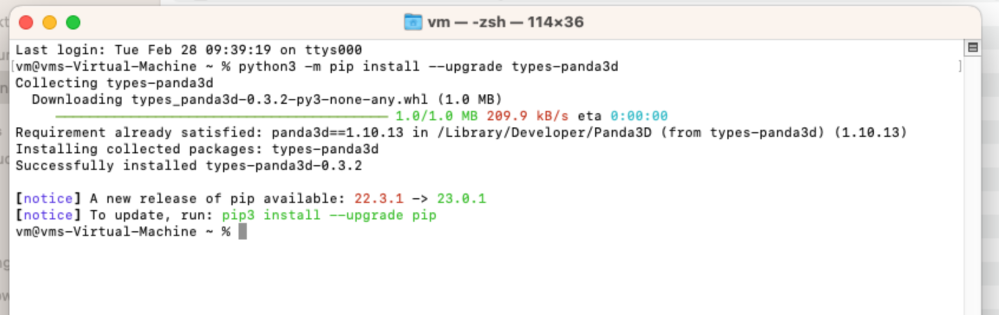 vm — -zsh — 114×36
Last login: Tue Feb 28 09:39:19 on ttys000
[vm@vms-Virtual-Machine ~ % python3 -m pip install --upgrade types-panda3d ]
Collecting types-panda3d
  Downloading types_panda3d-0.3.2-py3-none-any.whl (1.0 MB)
1.0/1.0 MB 209.9 kB/s eta 0:00:00
Requirement already satisfied: panda3d==1.10.13 in /Library/Developer/Panda3D (from types-panda3d) (1.10.13)
Installing collected packages: types-panda3d
Successfully installed types-panda3d-0.3.2
[notice] A new release of pip available: 22.3.1 -> 23.0.1
[notice] To update, run: pip3 install --upgrade pip
vm@vms-Virtual-Machine ~ %